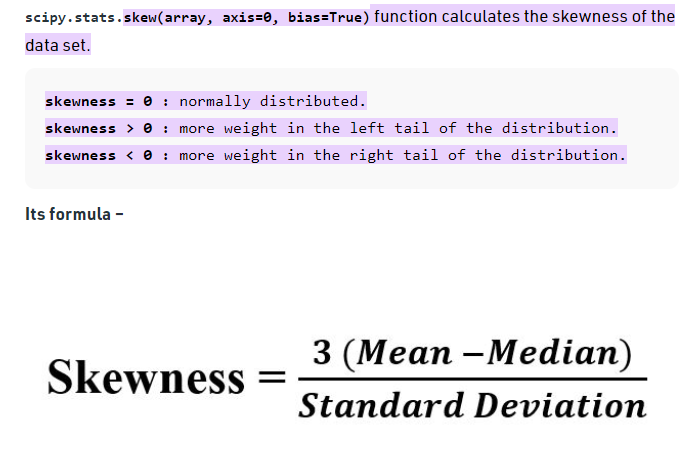 scipy.stats.skew(array, axis=0, bias=True) function calculates the skewness of the
data set.
skewness = 0 : normally distributed.
skewness > 0 : more weight in the left tail of the distribution.
skewness < 0 : more weight in the right tail of the distribution.
Its formula –
Skewness = 3 (Mean – Median) / Standard Deviation